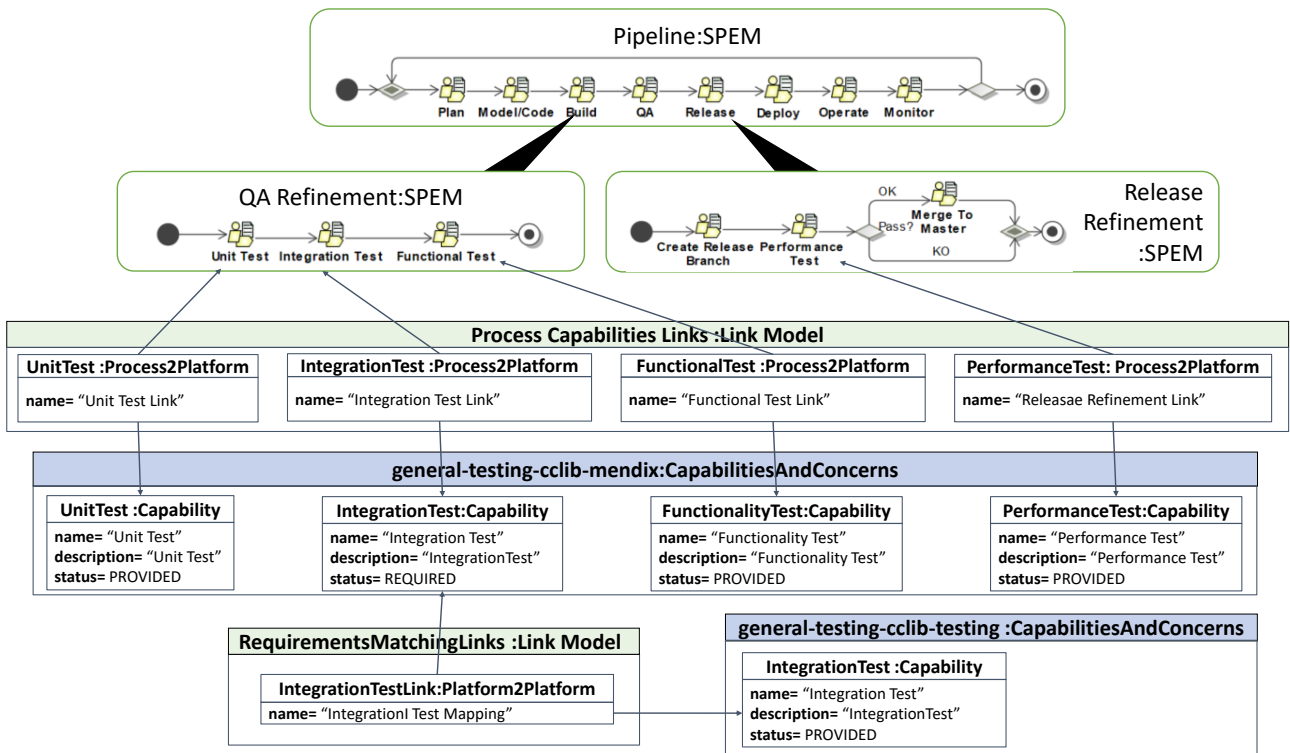 Pipeline:SPEM
Plan Model/Code Build QA Release Deploy Operate Monitor
QA Refinement:SPEM
Unit Test Integration Test Functional Test
Release
Refinement
:SPEM
OK
Merge To
Master
Pass?
KO
Create Release
Branch
Performance
Test
Process Capabilities Links :Link Model
UnitTest :Process2Platform
name= “Unit Test Link”
IntegrationTest :Process2Platform
name= “Integration Test Link”
FunctionalTest :Process2Platform
name= “Functional Test Link”
PerformanceTest: Process2Platform
name= “Releasae Refinement Link”
general-testing-cclib-mendix:CapabilitiesAndConcerns
UnitTest :Capability
name= “Unit Test”
description= “Unit Test”
status= PROVIDED
IntegrationTest:Capability
name= “Integration Test”
description= “IntegrationTest”
status= REQUIRED
FunctionalityTest:Capability
name= “Functionality Test”
description= “Functionality Test”
status= PROVIDED
PerformanceTest:Capability
name= “Performance Test”
description= “Performance Test”
status= PROVIDED
RequirementsMatchingLinks :Link Model
IntegrationTestLink:Platform2Platform
name= “IntegrationI Test Mapping”
general-testing-cclib-testing :CapabilitiesAndConcerns
IntegrationTest :Capability
name= “Integration Test”
description= “IntegrationTest”
status= PROVIDED